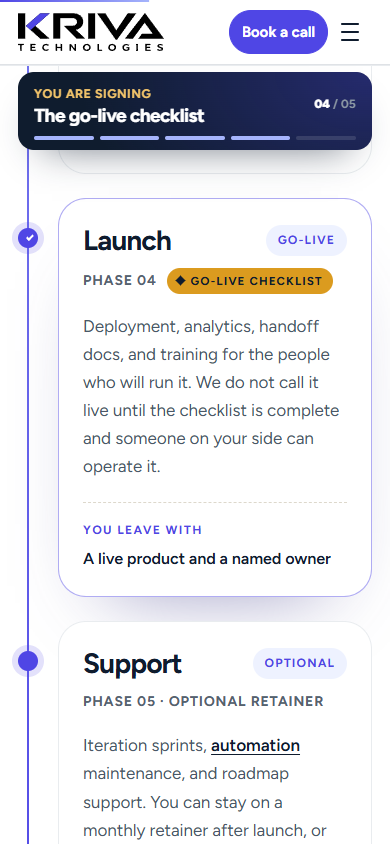 KRIVA
TECHNOLOGIES
Book a call
YOU ARE SIGNING
The go-live checklist
04 / 05
Launch
GO-LIVE
PHASE 04
GO-LIVE CHECKLIST
Deployment, analytics, handoff
docs, and training for the people
who will run it. We do not call it
live until the checklist is complete
and someone on your side can
operate it.
YOU LEAVE WITH
A live product and a named owner
Support
OPTIONAL
PHASE 05 · OPTIONAL RETAINER
Iteration sprints, automation
maintenance, and roadmap
support. You can stay on a
monthly retainer after launch, or